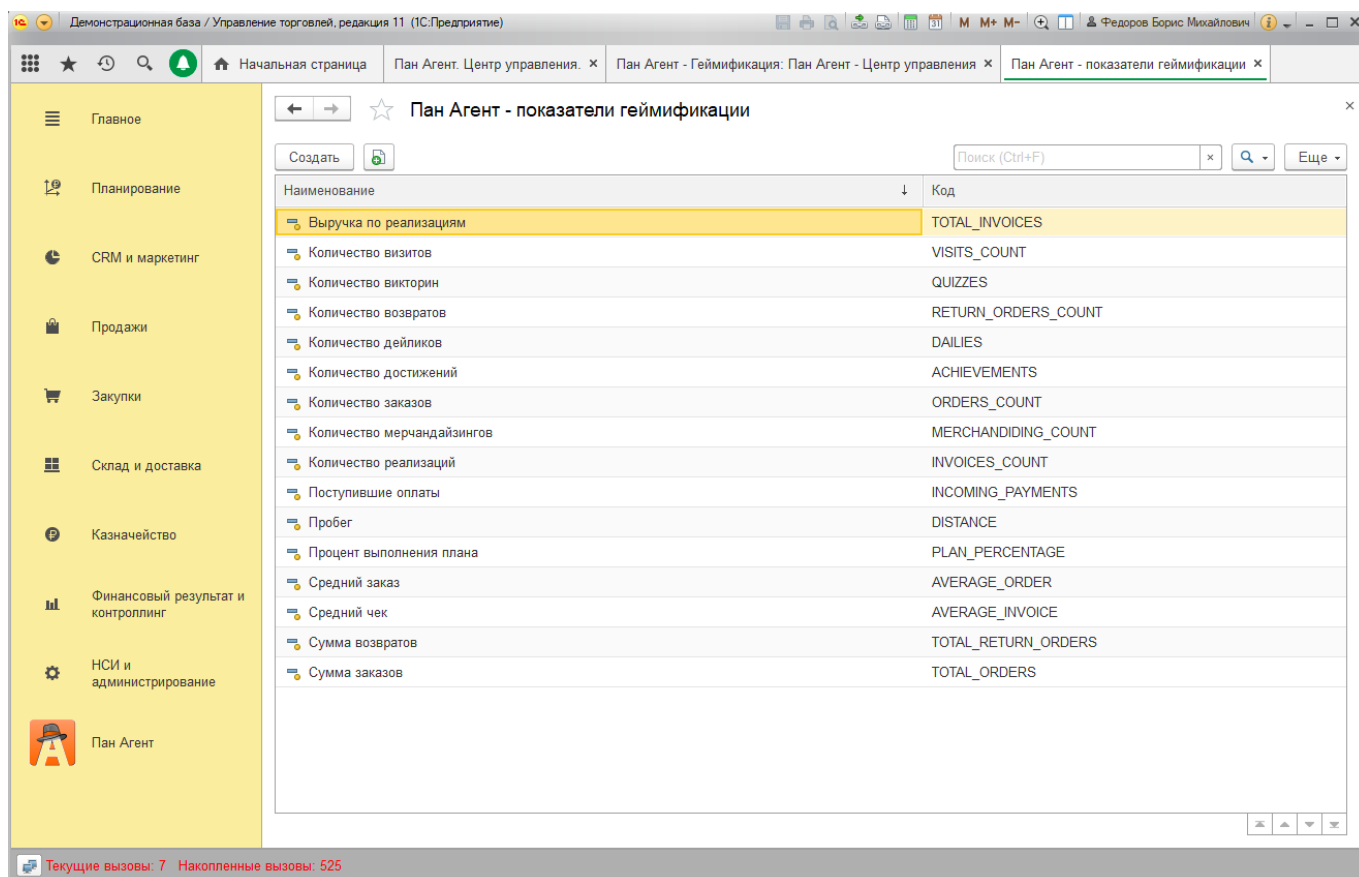 Демонстрационная база / Управление торговлей, редакция 11 (1С:Предприятие)
M M+ M-
Федоров Борис Михайлович
Начальная страница
Пан Агент. Центр управления.
Пан Агент - Геймификация: Пан Агент - Центр управления
Пан Агент - показатели геймификации
Главное
Планирование
CRM и маркетинг
Продажи
Закупки
Склад и доставка
Казначейство
Финансовый результат и
контроллинг
НСИ и
администрирование
Пан Агент
Пан Агент - показатели геймификации
Создать
Поиск (Ctrl+F)
Еще
Наименование Код
Выручка по реализациям TOTAL_INVOICES
Количество визитов VISITS_COUNT
Количество викторин QUIZZES
Количество возвратов RETURN_ORDERS_COUNT
Количество дейликов DAILIES
Количество достижений ACHIEVEMENTS
Количество заказов ORDERS_COUNT
Количество мерчандайзингов MERCHANDIDING_COUNT
Количество реализаций INVOICES_COUNT
Поступившие оплаты INCOMING_PAYMENTS
Пробег DISTANCE
Процент выполнения плана PLAN_PERCENTAGE
Средний заказ AVERAGE_ORDER
Средний чек AVERAGE_INVOICE
Сумма возвратов TOTAL_RETURN_ORDERS
Сумма заказов TOTAL_ORDERS
Текущие вызовы: 7 Накопленные вызовы: 525